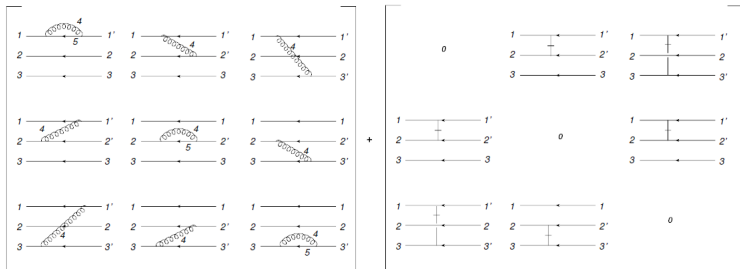 4
1 1' 1 1' 1 1' 1 1' 1 1'
5 4 4
2 2 2 2' 2 2 0 2 2' 2 2'
3 3 3 3 3 3' 3 3' 3 3'
1 1' 1 1 1 1 1 1' 1 1'
4 4
2 2' 2 2' 2 2' + 2 2' 0 2 2'
5 4
3 3 3 3 3 3' 3 3 3 3'
1 1' 1 1 1 1 1 1' 1 1'
2 2 2 2' 2 2 2 2' 2 2' 0
4 4 4
3 3' 3 3' 3 3' 3 3' 3 3'
5